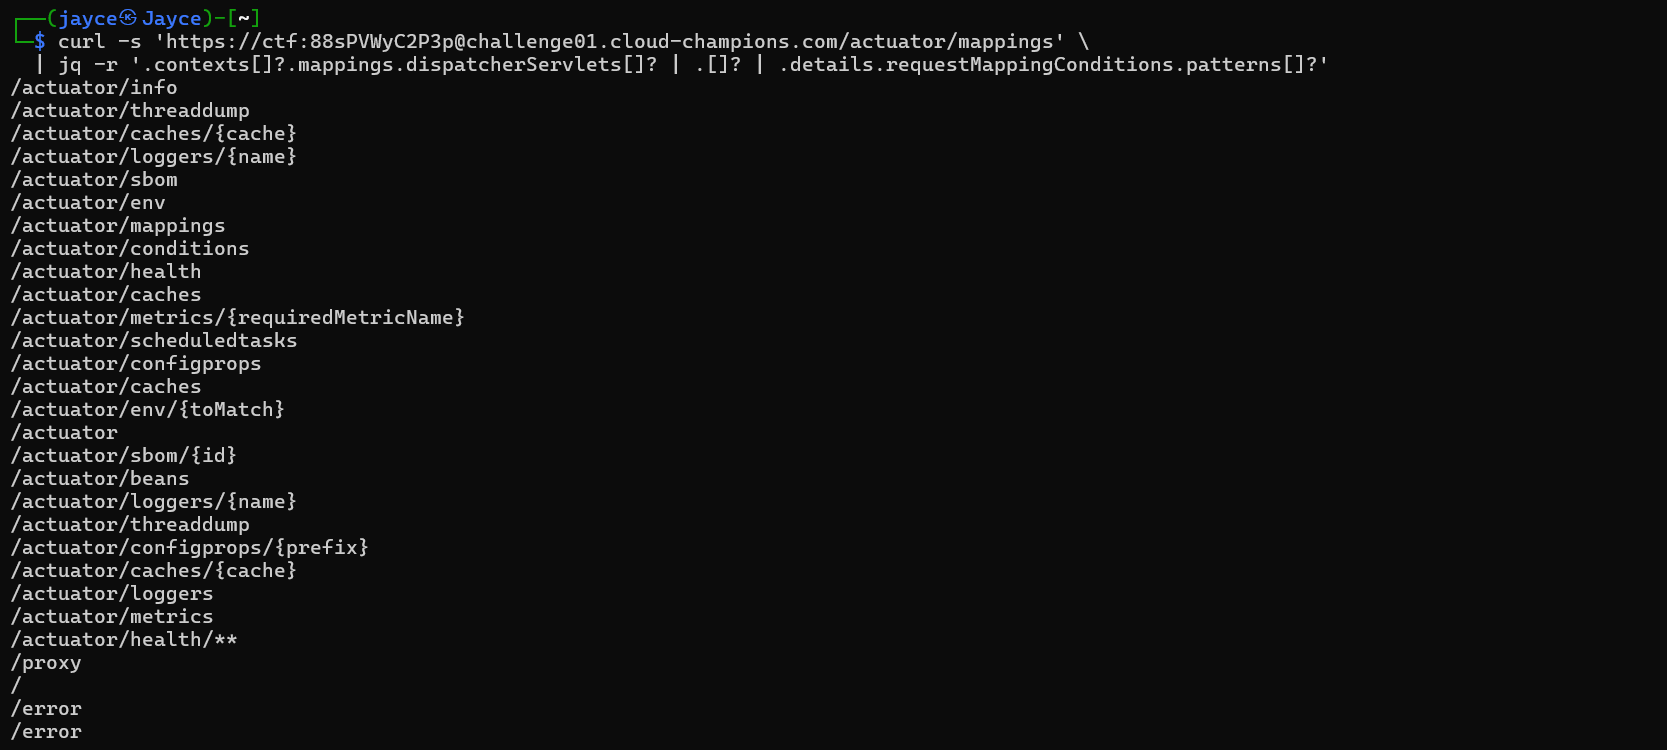 ┌──(jayce㉿Jayce)-[~]
└─$ curl -s 'https://ctf:88sPVWyC2P3p@challenge01.cloud-champions.com/actuator/mappings' \
  | jq -r '.contexts[]?.mappings.dispatcherServlets[]? | .[]? | .details.requestMappingConditions.patterns[]?'
/actuator/info
/actuator/threaddump
/actuator/caches/{cache}
/actuator/loggers/{name}
/actuator/sbom
/actuator/env
/actuator/mappings
/actuator/conditions
/actuator/health
/actuator/caches
/actuator/metrics/{requiredMetricName}
/actuator/scheduledtasks
/actuator/configprops
/actuator/caches
/actuator/env/{toMatch}
/actuator
/actuator/sbom/{id}
/actuator/beans
/actuator/loggers/{name}
/actuator/threaddump
/actuator/configprops/{prefix}
/actuator/caches/{cache}
/actuator/loggers
/actuator/metrics
/actuator/health/**
/proxy
/
/error
/error